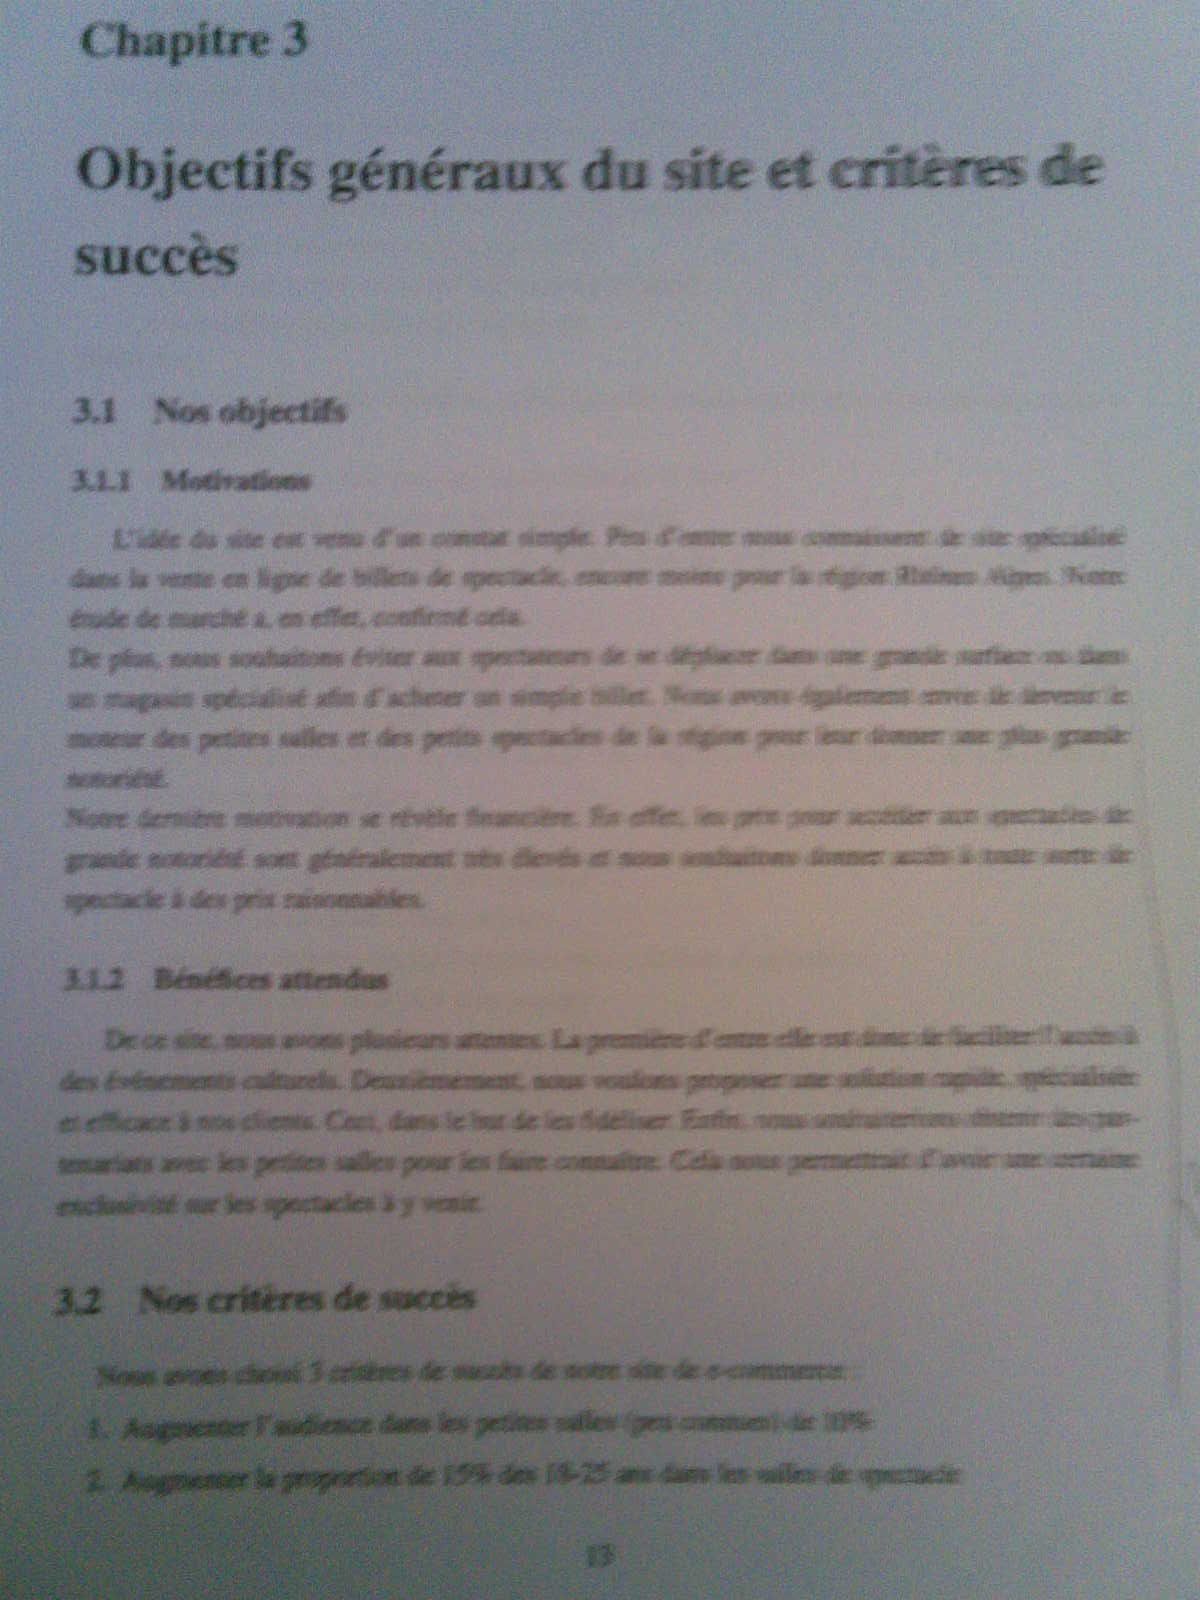 Chapitre 3
Objectifs généraux du site et critères de
succès
3.1 Nos objectifs
3.1.1 Motivations
L'idée du site est venu d'un constat simple. Peu d'entre nous connaissent de site spécialisé
dans la vente en ligne de billets de spectacle, encore moins pour la région Rhônes Alpes. Notre
étude de marché a, en effet, confirmé cela.
De plus, nous souhaitons éviter aux spectateurs de se déplacer dans une grande surface ou dans
un magasin spécialisé afin d'acheter un simple billet. Nous avons également envie de devenir le
moteur des petites salles et des petits spectacles de la région pour leur donner une plus grande
notoriété.
Notre dernière motivation se révèle financière. En effet, les prix pour accéder aux spectacles de
grande notoriété sont généralement très élevés et nous souhaitons donner accès à toute sorte de
spectacle à des prix raisonnables.
3.1.2 Bénéfices attendus
De ce site, nous avons plusieurs attentes. La première d'entre elle est donc de faciliter l'accès à
des événements culturels. Deuxièmement, nous voulons proposer une solution rapide, spécialisée
et efficace à nos clients. Ceci, dans le but de les fidéliser. Enfin, nous souhaiterions obtenir des par-
tenariats avec les petites salles pour les faire connaître. Cela nous permettrait d'avoir une certaine
exclusivité sur les spectacles à y venir.
3.2 Nos critères de succès
Nous avons choisi 3 critères de succès de notre site de e-commerce :
1. Augmenter l'audience dans les petites salles (peu connues) de 10%
2. Augmenter la proportion de 15% des 18-25 ans dans les salles de spectacle
13